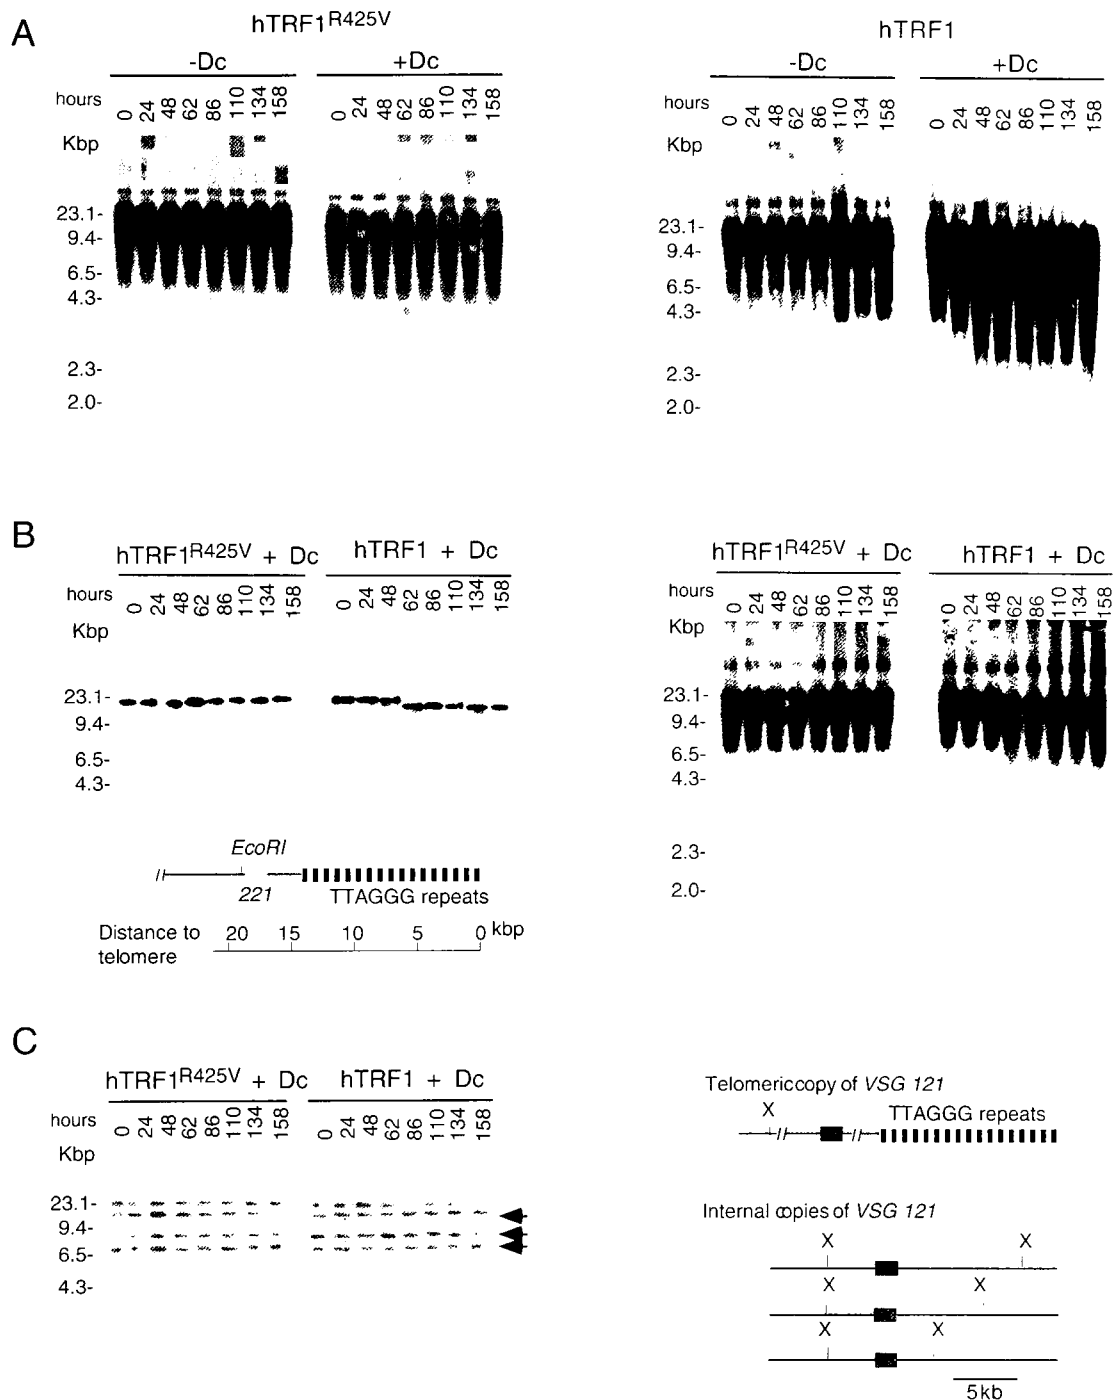 A
hTRF1R425V
-Dc +Dc
hours 0 24 48 62 86 110 134 158 0 24 48 62 86 110 134 158
Kbp
23.1-
9.4-
6.5-
4.3-
2.3-
2.0-
hTRF1
-Dc +Dc
hours 0 24 48 62 86 110 134 158 0 24 48 62 86 110 134 158
Kbp
23.1-
9.4-
6.5-
4.3-
2.3-
2.0-
B
hTRF1R425V + Dc hTRF1 + Dc
hours 0 24 48 62 86 110 134 158 0 24 48 62 86 110 134 158
Kbp
23.1-
9.4-
6.5-
4.3-
EcoRI
221 TTAGGG repeats
Distance to telomere 20 15 10 5 0 kbp
hTRF1R425V + Dc hTRF1 + Dc
hours 0 24 48 62 86 110 134 158 0 24 48 62 86 110 134 158
Kbp
23.1-
9.4-
6.5-
4.3-
2.3-
2.0-
C
hTRF1R425V + Dc hTRF1 + Dc
hours 0 24 48 62 86 110 134 158 0 24 48 62 86 110 134 158
Kbp
23.1-
9.4-
6.5-
4.3-
Telomeric copy of VSG 121
X TTAGGG repeats
Internal copies of VSG 121
X X
X X
X X
5kb